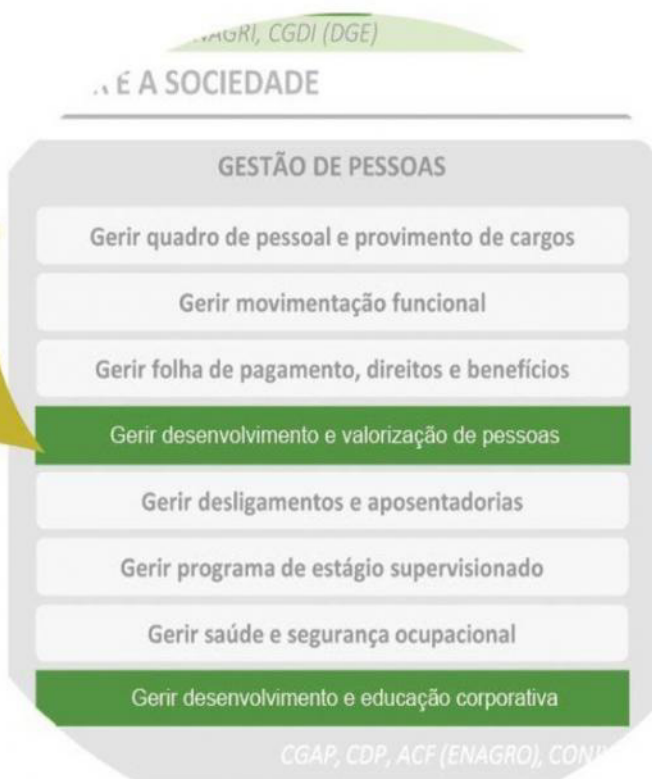 CGDI (DGE)
E A SOCIEDADE
GESTÃO DE PESSOAS
Gerir quadro de pessoal e provimento de cargos
Gerir movimentação funcional
Gerir folha de pagamento, direitos e benefícios
Gerir desenvolvimento e valorização de pessoas
Gerir desligamentos e aposentadorias
Gerir programa de estágio supervisionado
Gerir saúde e segurança ocupacional
Gerir desenvolvimento e educação corporativa
CGAP, CDP, ACF (ENAGRO),